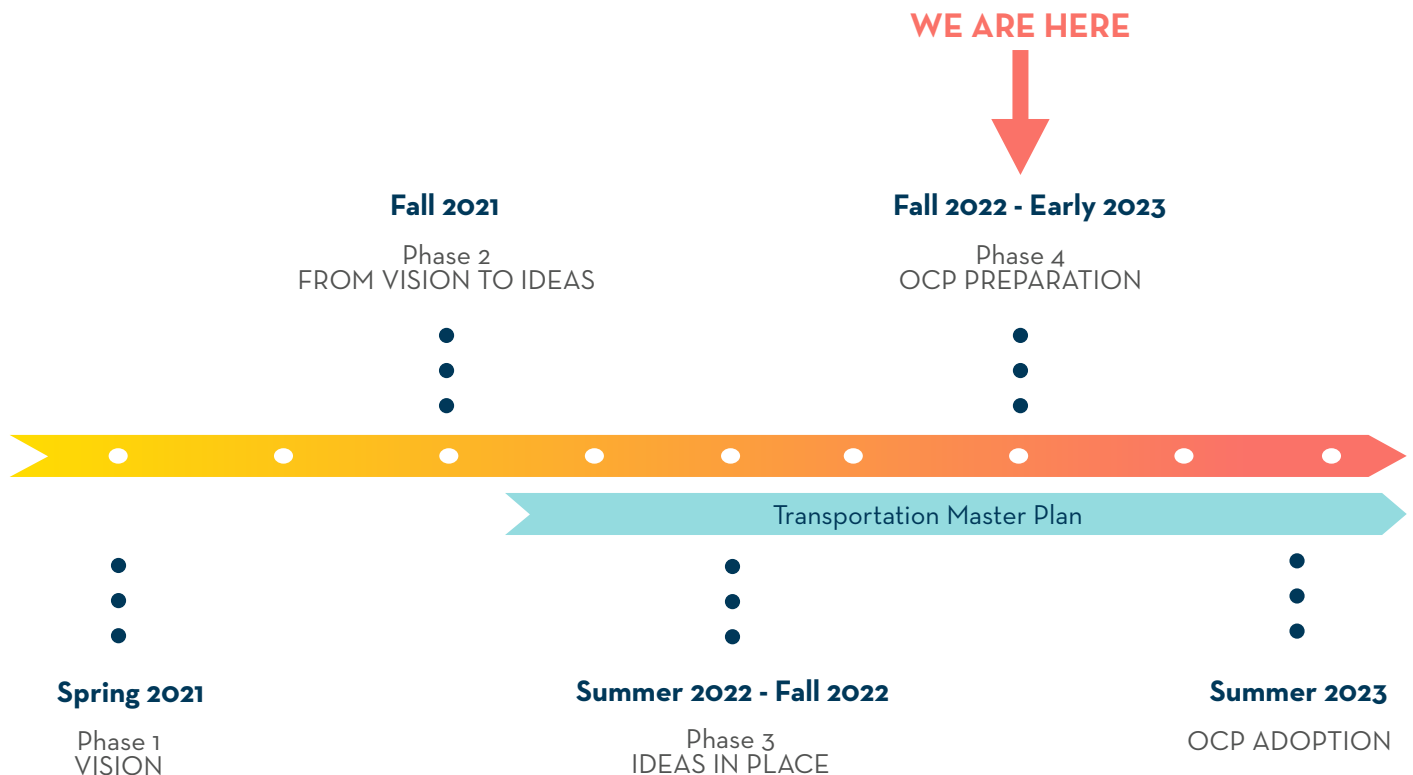 WE ARE HERE
Fall 2021
Phase 2
FROM VISION TO IDEAS
Fall 2022 - Early 2023
Phase 4
OCP PREPARATION
Transportation Master Plan
Spring 2021
Phase 1
VISION
Summer 2022 - Fall 2022
Phase 3
IDEAS IN PLACE
Summer 2023
OCP ADOPTION